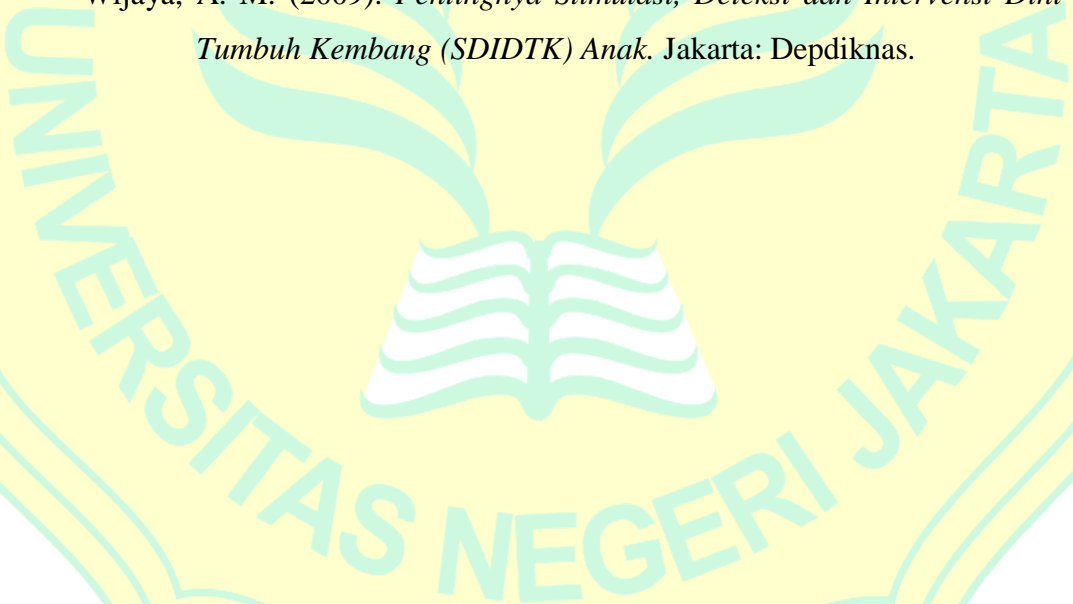 Wijaya, A. M. (2009). Pentingnya Stimulasi, Deteksi dan Intervensi Dini
Tumbuh Kembang (SDIDTK) Anak. Jakarta: Depdiknas.
UNIVERSITAS NEGERI JAKARTA